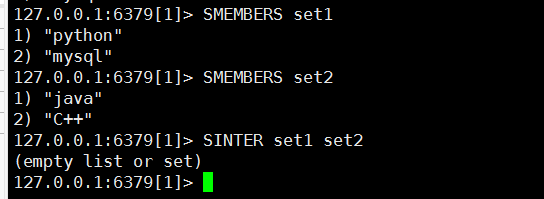 127.0.0.1:6379[1]> SMEMBERS set1
1) "python"
2) "mysql"
127.0.0.1:6379[1]> SMEMBERS set2
1) "java"
2) "C++"
127.0.0.1:6379[1]> SINTER set1 set2
(empty list or set)
127.0.0.1:6379[1]>